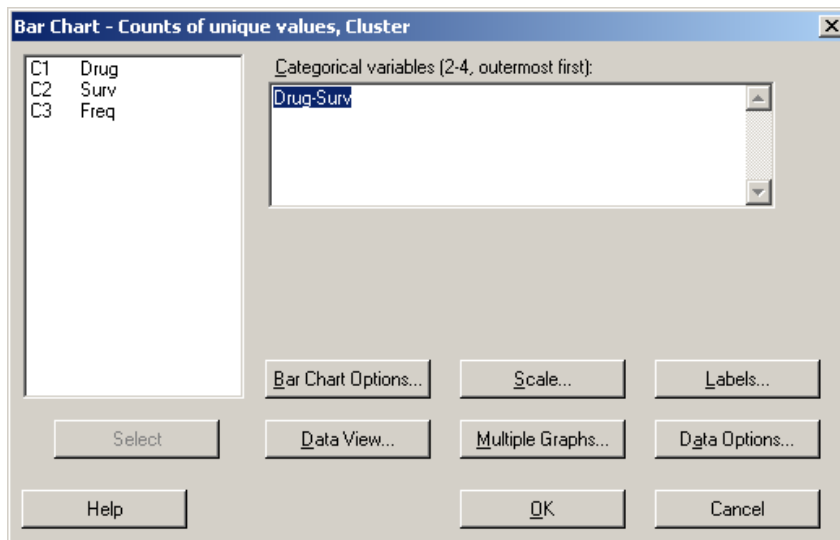 Bar Chart - Counts of unique values, Cluster
C1 Drug
C2 Surv
C3 Freq
Categorical variables (2-4, outermost first):
Drug-Surv
Bar Chart Options...
Scale...
Labels...
Select
Data View...
Multiple Graphs...
Data Options...
Help
OK
Cancel